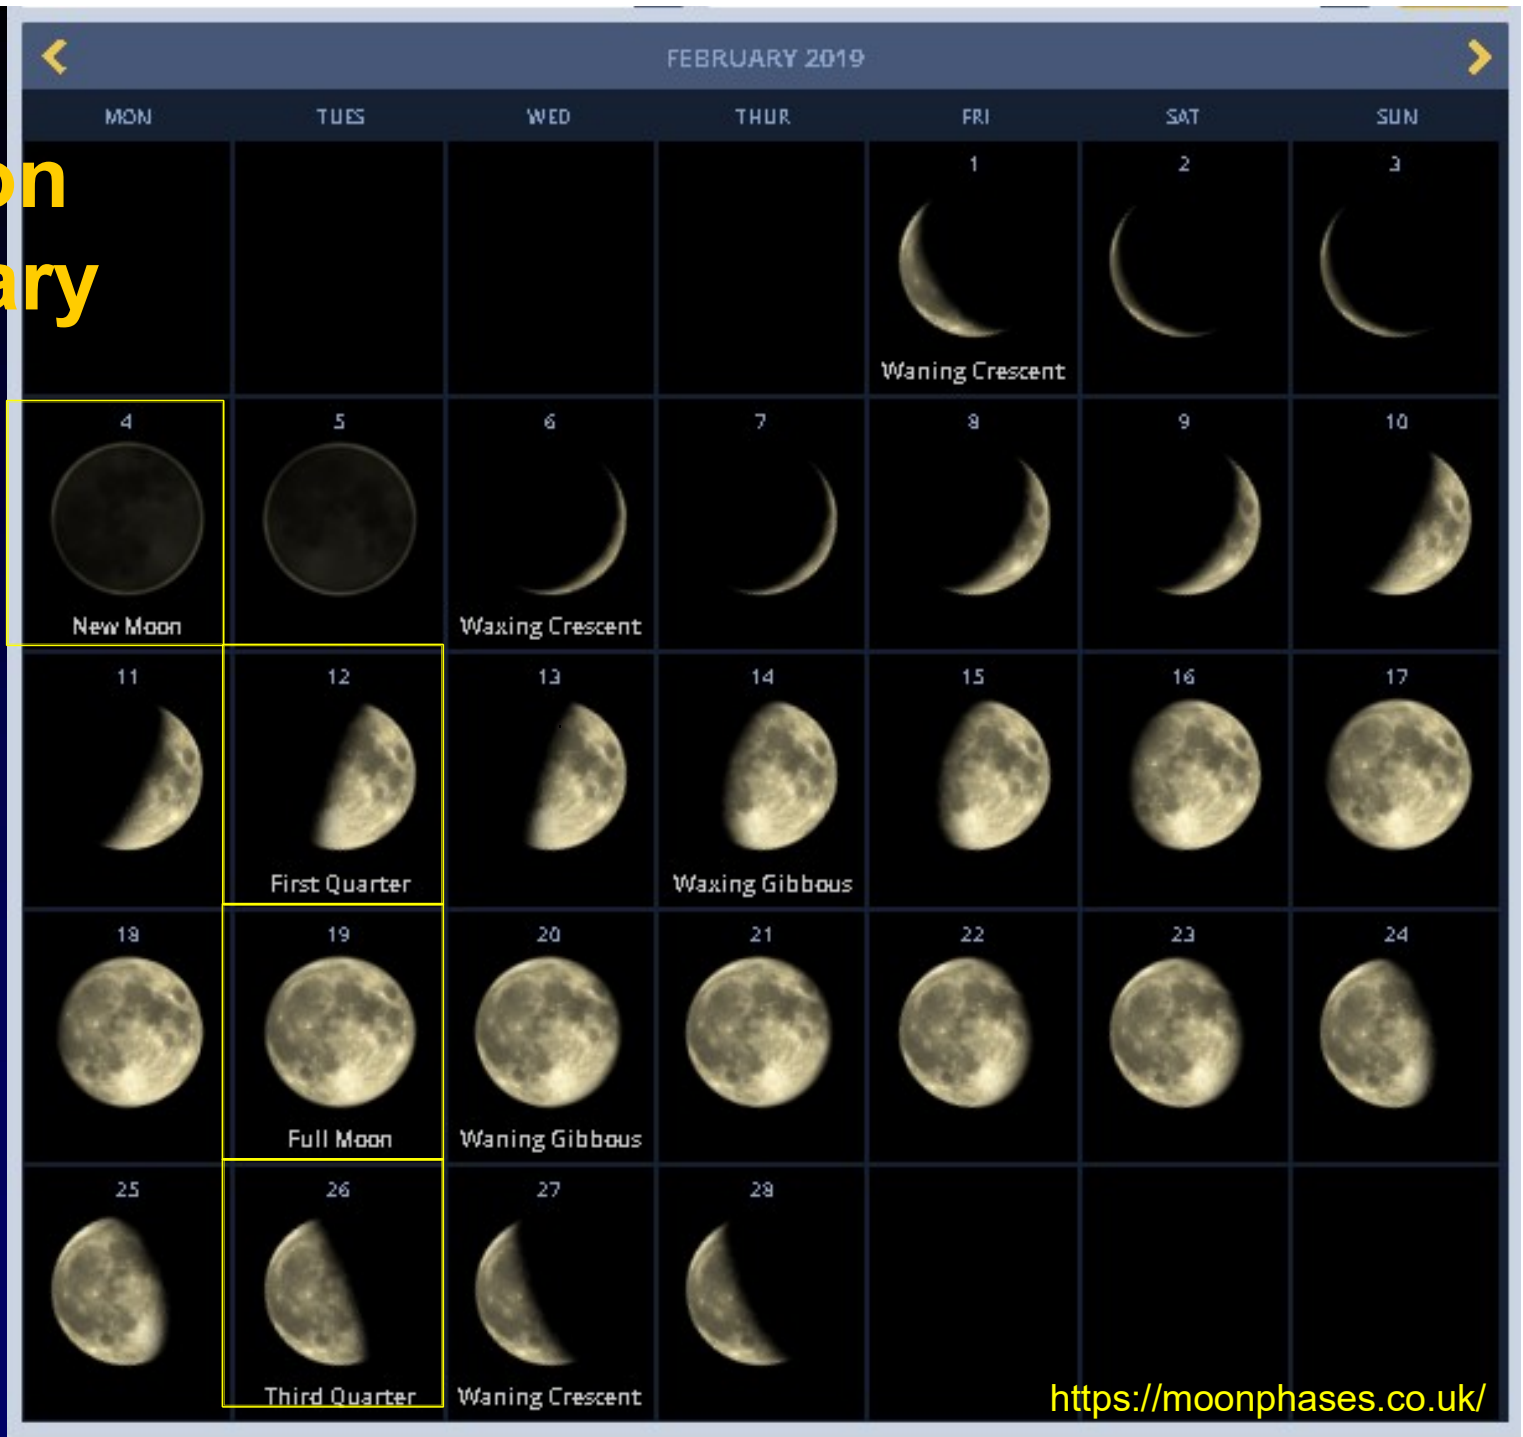 FEBRUARY 2019
MON TUES WED THUR FRI SAT SUN
on
ary
1 2 3
Waning Crescent
4 5 6 7 8 9 10
New Moon Waxing Crescent
11 12 13 14 15 16 17
First Quarter Waxing Gibbous
18 19 20 21 22 23 24
Full Moon Waning Gibbous
25 26 27 28
Third Quarter Waning Crescent
https://moonphases.co.uk/